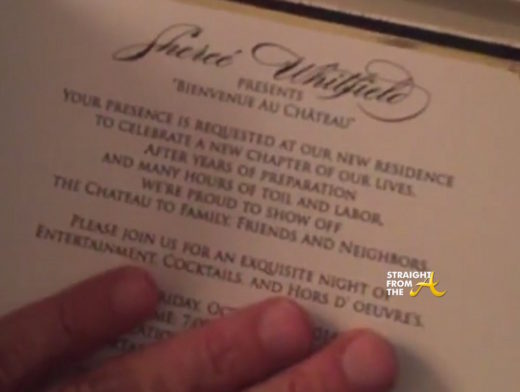 Shereé Whitfield
PRESENTS
"BIENVENUE AU CHÂTEAU"
YOUR PRESENCE IS REQUESTED AT OUR NEW RESIDENCE
TO CELEBRATE A NEW CHAPTER OF OUR LIVES.
AFTER YEARS OF PREPARATION
AND MANY HOURS OF TOIL AND LABOR,
WE'RE PROUD TO SHOW OFF
THE CHATEAU TO FAMILY, FRIENDS AND NEIGHBORS.
PLEASE JOIN US FOR AN EXQUISITE NIGHT OF
ENTERTAINMENT, COCKTAILS, AND HORS D' OEUVRES.
STRAIGHT
FROM
THE A